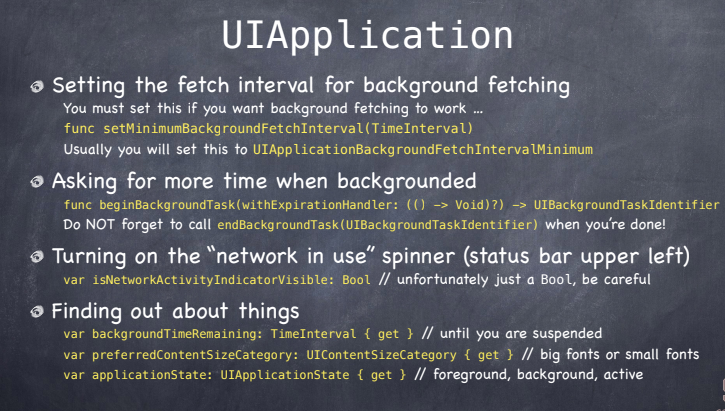 UIApplication
Setting the fetch interval for background fetching
You must set this if you want background fetching to work …
func setMinimumBackgroundFetchInterval(TimeInterval)
Usually you will set this to UIApplicationBackgroundFetchIntervalMinimum
Asking for more time when backgrounded
func beginBackgroundTask(withExpirationHandler: (() -> Void)?) -> UIBackgroundTaskIdentifier
Do NOT forget to call endBackgroundTask(UIBackgroundTaskIdentifier) when you're done!
Turning on the “network in use” spinner (status bar upper left)
var isNetworkActivityIndicatorVisible: Bool // unfortunately just a Bool, be careful
Finding out about things
var backgroundTimeRemaining: TimeInterval { get } // until you are suspended
var preferredContentSizeCategory: UIContentSizeCategory { get } // big fonts or small fonts
var applicationState: UIApplicationState { get } // foreground, background, active